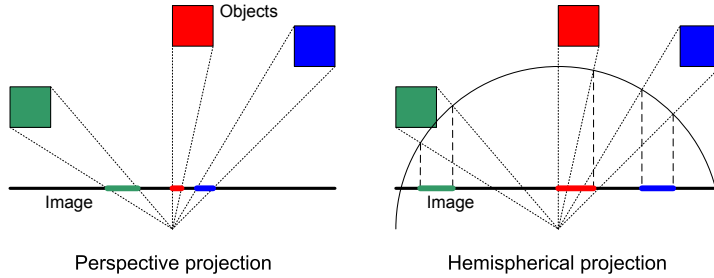 Objects
Image
Image
Perspective projection
Hemispherical projection